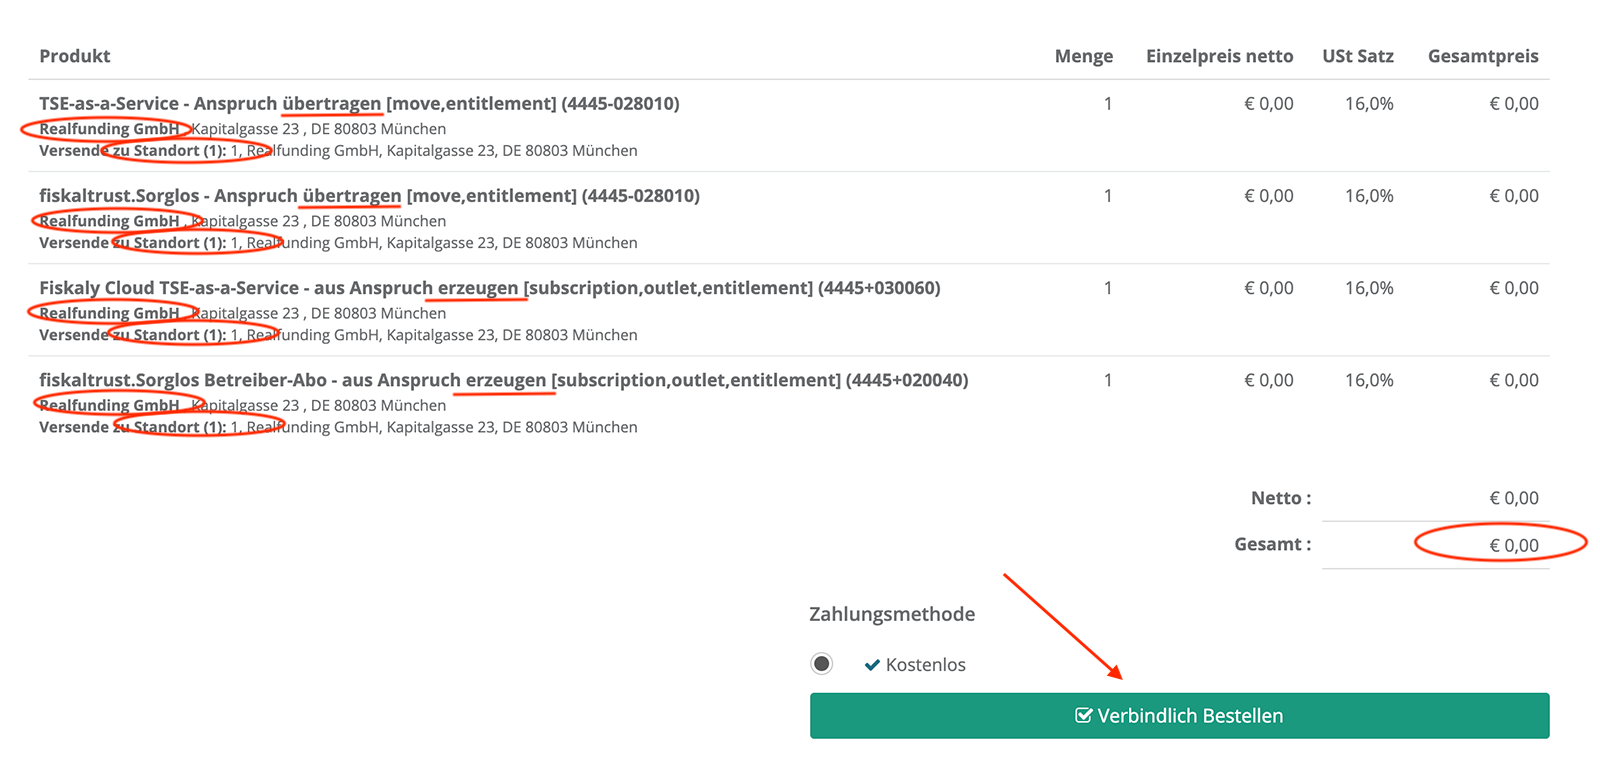 Produkt Menge Einzelpreis netto USt Satz Gesamtpreis
TSE-as-a-Service - Anspruch übertragen [move,entitlement] (4445-028010) 1 € 0,00 16,0% € 0,00
Realfunding GmbH , Kapitalgasse 23 , DE 80803 München
Versende zu Standort (1): 1, Realfunding GmbH, Kapitalgasse 23, DE 80803 München
fiskaltrust.Sorglos - Anspruch übertragen [move,entitlement] (4445-028010) 1 € 0,00 16,0% € 0,00
Realfunding GmbH , Kapitalgasse 23 , DE 80803 München
Versende zu Standort (1): 1, Realfunding GmbH, Kapitalgasse 23, DE 80803 München
Fiskaly Cloud TSE-as-a-Service - aus Anspruch erzeugen [subscription,outlet,entitlement] (4445+030060) 1 € 0,00 16,0% € 0,00
Realfunding GmbH , Kapitalgasse 23 , DE 80803 München
Versende zu Standort (1): 1, Realfunding GmbH, Kapitalgasse 23, DE 80803 München
fiskaltrust.Sorglos Betreiber-Abo - aus Anspruch erzeugen [subscription,outlet,entitlement] (4445+020040) 1 € 0,00 16,0% € 0,00
Realfunding GmbH , Kapitalgasse 23 , DE 80803 München
Versende zu Standort (1): 1, Realfunding GmbH, Kapitalgasse 23, DE 80803 München
Netto : € 0,00
Gesamt : € 0,00
Zahlungsmethode
Kostenlos
Verbindlich Bestellen